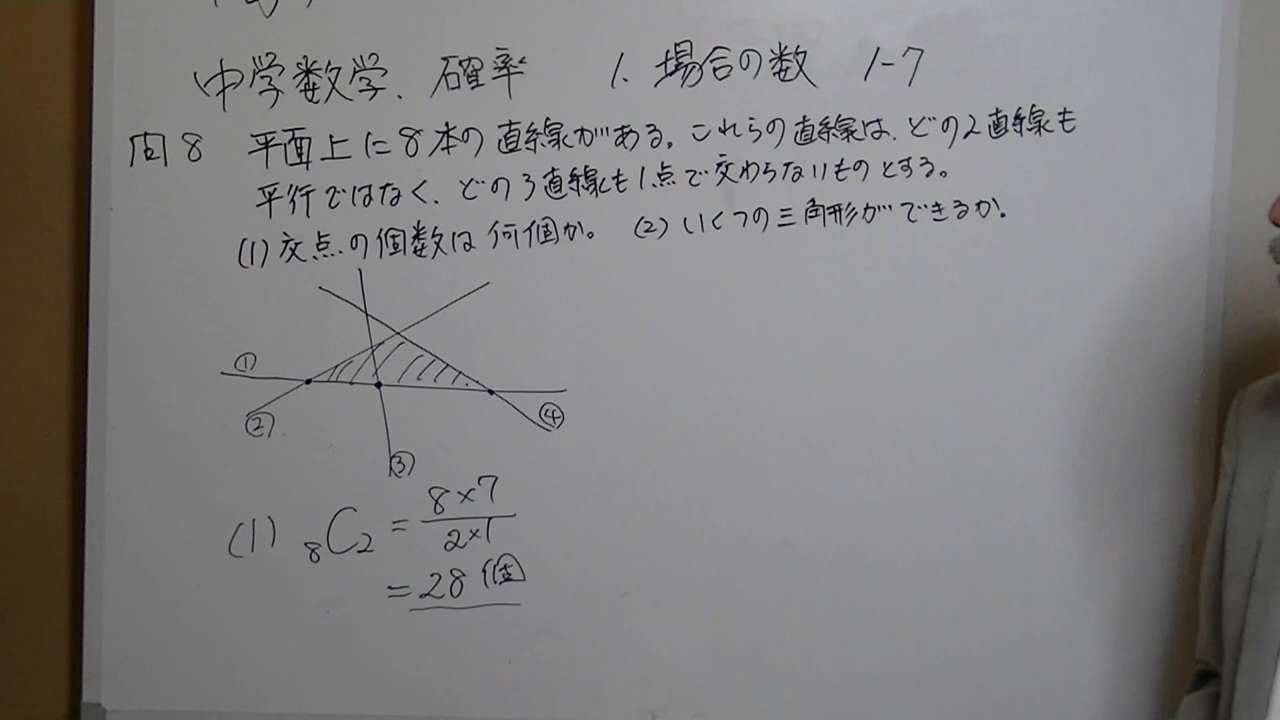 中学数学、確率　1. 場合の数　1-7
問8　平面上に8本の直線がある。これらの直線は、どの2直線も
平行ではなく、どの3直線も1点で交わらないものとする。
(1) 交点の個数は何個か。　(2) いくつの三角形ができるか。
①
②
③
④
(1) ₈C₂ = 8×7
2×1
= 28個